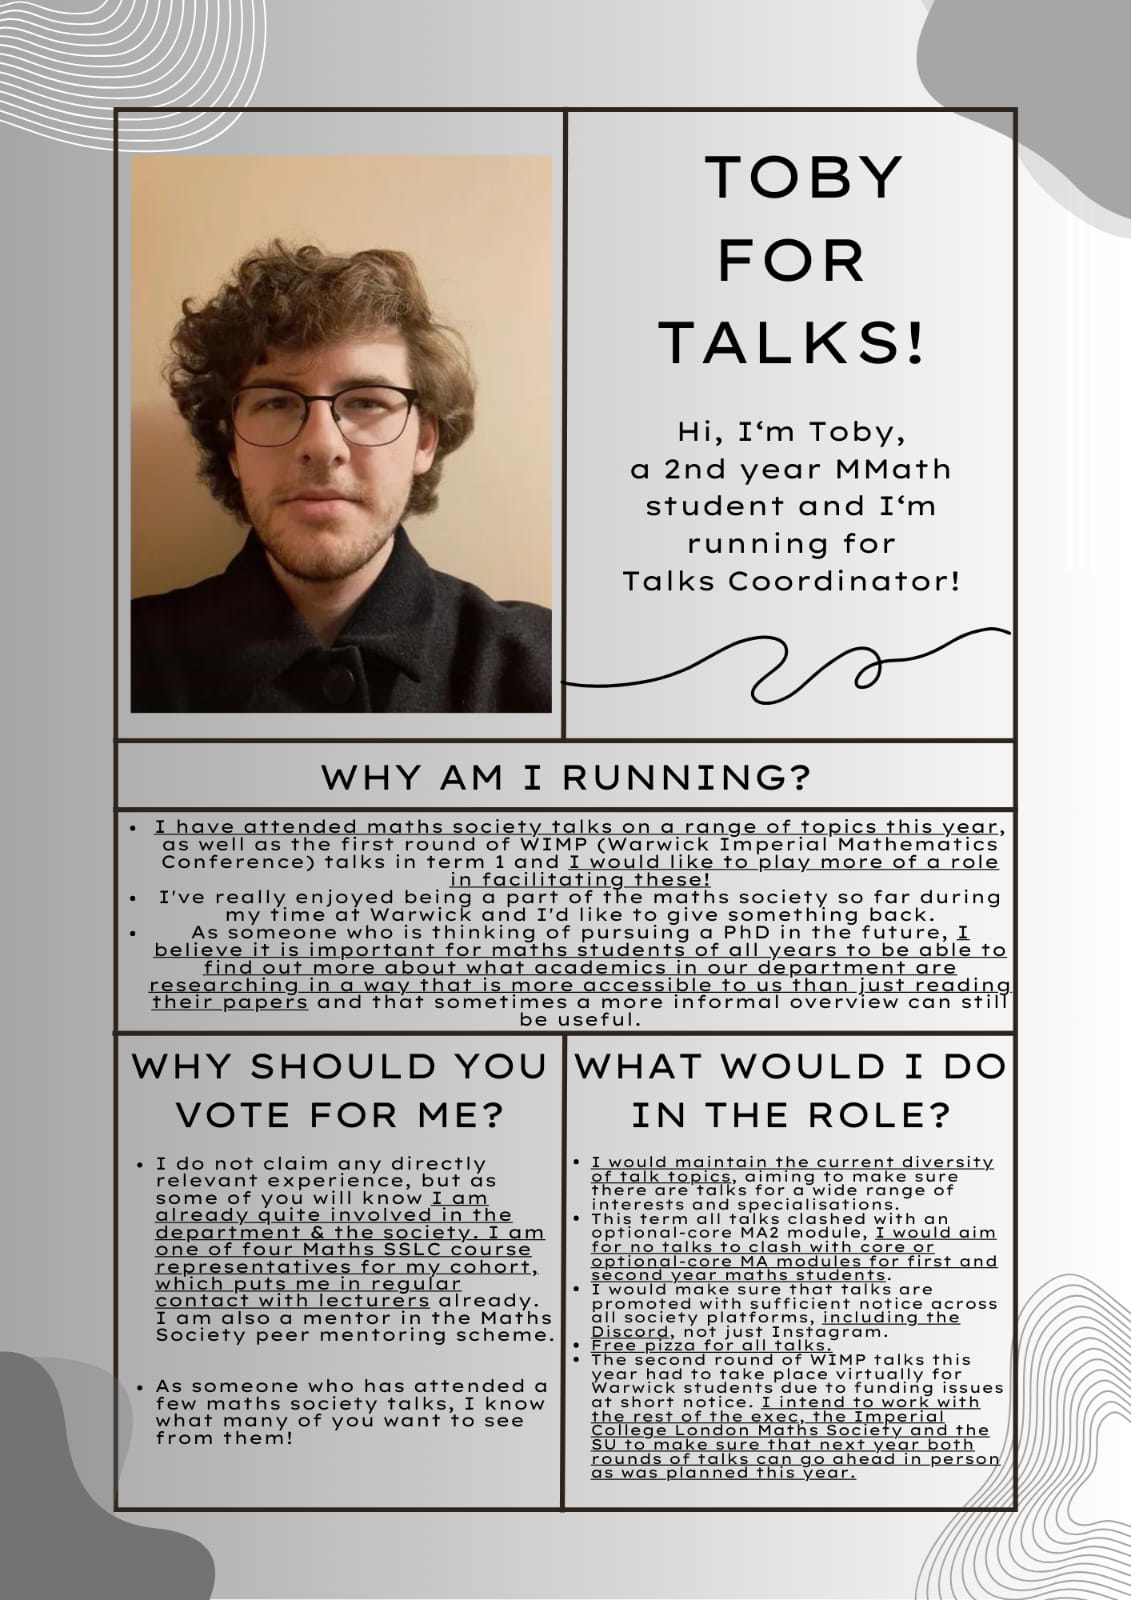 TOBY
FOR
TALKS!
Hi, I‘m Toby,
a 2nd year MMath
student and I‘m
running for
Talks Coordinator!
WHY AM I RUNNING?
• I have attended maths society talks on a range of topics this year,
as well as the first round of WIMP (Warwick Imperial Mathematics
Conference) talks in term 1 and I would like to play more of a role
in facilitating these!
• I've really enjoyed being a part of the maths society so far during
my time at Warwick and I'd like to give something back.
• As someone who is thinking of pursuing a PhD in the future, I
believe it is important for maths students of all years to be able to
find out more about what academics in our department are
researching in a way that is more accessible to us than just reading
their papers and that sometimes a more informal overview can still
be useful.
WHY SHOULD YOU
VOTE FOR ME?
• I do not claim any directly
relevant experience, but as
some of you will know I am
already quite involved in the
department & the society. I am
one of four Maths SSLC course
representatives for my cohort,
which puts me in regular
contact with lecturers already.
I am also a mentor in the Maths
Society peer mentoring scheme.
• As someone who has attended a
few maths society talks, I know
what many of you want to see
from them!
WHAT WOULD I DO
IN THE ROLE?
• I would maintain the current diversity
of talk topics, aiming to make sure
there are talks for a wide range of
interests and specialisations.
• This term all talks clashed with an
optional-core MA2 module, I would aim
for no talks to clash with core or
optional-core MA modules for first and
second year maths students.
• I would make sure that talks are
promoted with sufficient notice across
all society platforms, including the
Discord, not just Instagram.
• Free pizza for all talks.
• The second round of WIMP talks this
year had to take place virtually for
Warwick students due to funding issues
at short notice. I intend to work with
the rest of the exec, the Imperial
College London Maths Society and the
SU to make sure that next year both
rounds of talks can go ahead in person
as was planned this year.